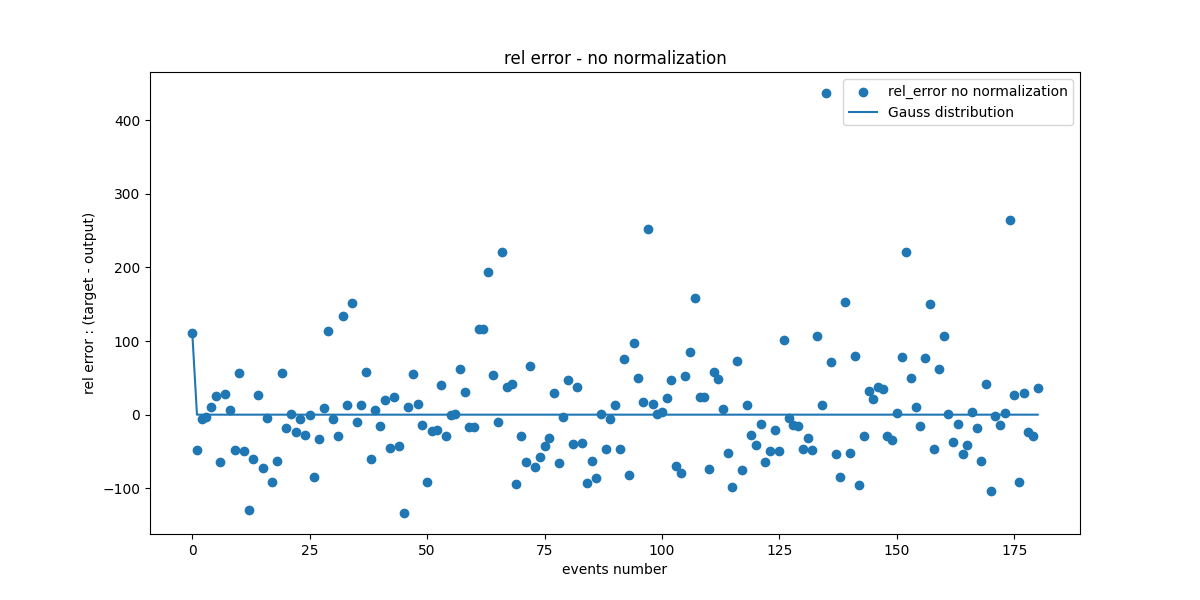 rel error - no normalization
rel_error no normalization
Gauss distribution
400
300
200
100
0
−100
rel error : (target - output)
0
25
50
75
100
125
150
175
events number